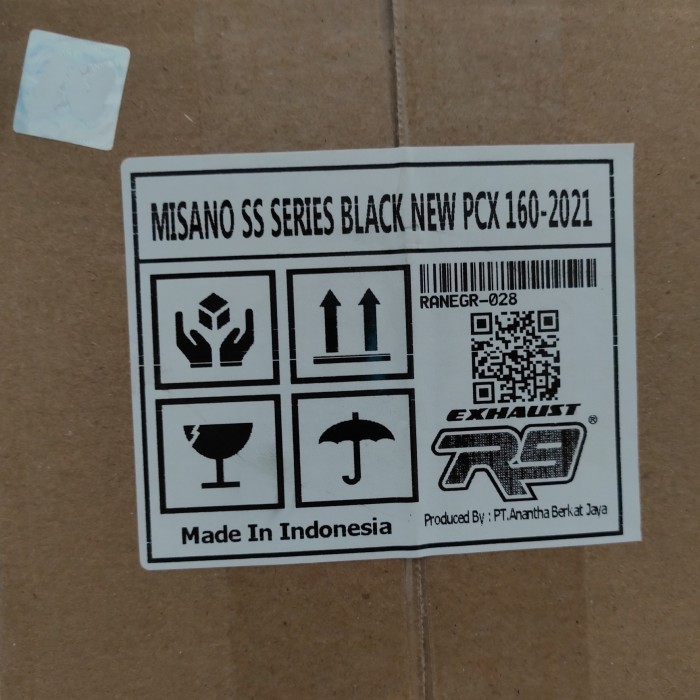 MISANO SS SERIES BLACK NEW PCX 160-2021
RANEGR-028
EXHAUST
R9®
Made In Indonesia
Produced By : PT.Anantha Berkat Jaya